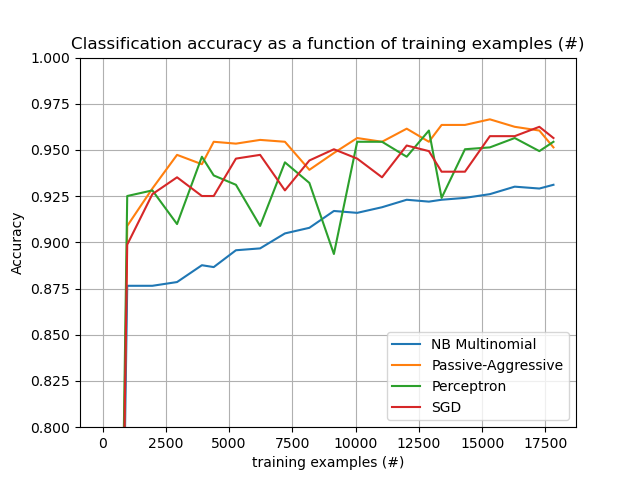 Classification accuracy as a function of training examples (#)
1.000
0.975
0.950
0.925
0.900
0.875
0.850
0.825
0.800
Accuracy
NB Multinomial
Passive-Aggressive
Perceptron
SGD
0 2500 5000 7500 10000 12500 15000 17500
training examples (#)